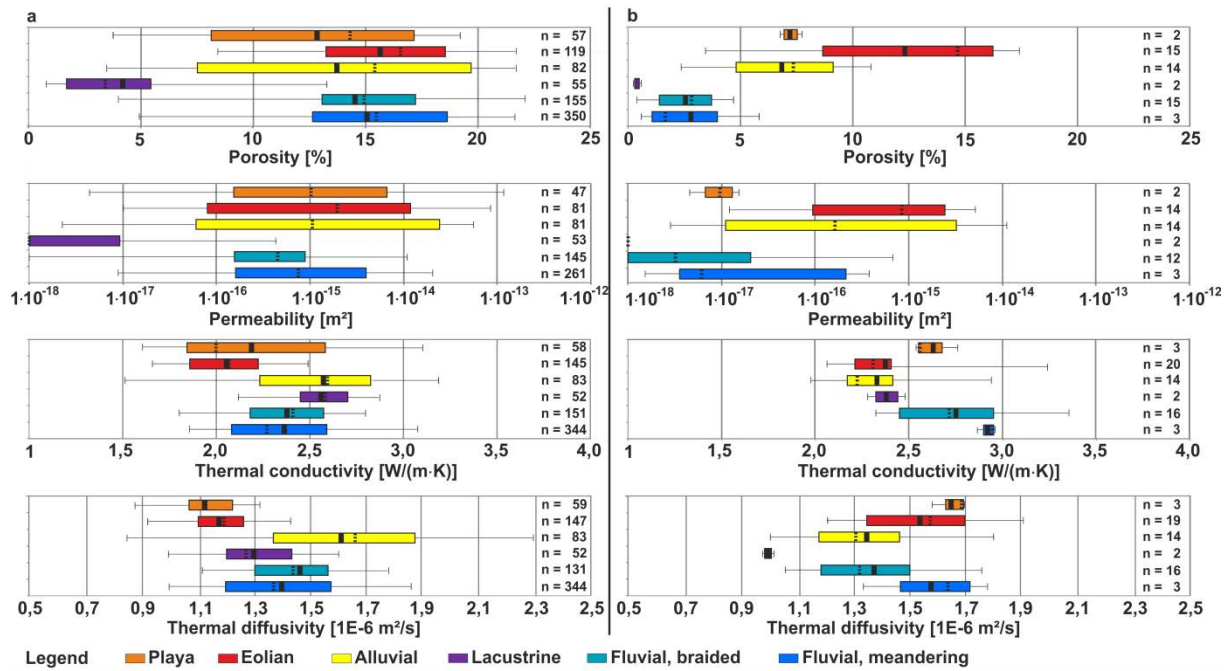 a
n = 57
n = 119
n = 82
n = 55
n = 155
n = 350
0 5 10 15 20 25
Porosity [%]
n = 47
n = 81
n = 81
n = 53
n = 145
n = 261
1·10-18 1·10-17 1·10-16 1·10-15 1·10-14 1·10-13 1·10-12
Permeability [m²]
n = 58
n = 145
n = 83
n = 52
n = 151
n = 344
1 1,5 2,0 2,5 3,0 3,5 4,0
Thermal conductivity [W/(m·K)]
n = 59
n = 147
n = 83
n = 52
n = 131
n = 344
0,5 0,7 0,9 1,1 1,3 1,5 1,7 1,9 2,1 2,3 2,5
Thermal diffusivity [1E-6 m²/s]
b
n = 2
n = 15
n = 14
n = 2
n = 15
n = 3
0 5 10 15 20 25
Porosity [%]
n = 2
n = 14
n = 14
n = 2
n = 12
n = 3
1·10-18 1·10-17 1·10-16 1·10-15 1·10-14 1·10-13 1·10-12
Permeability [m²]
n = 3
n = 20
n = 14
n = 2
n = 16
n = 3
1 1,5 2,0 2,5 3,0 3,5 4,0
Thermal conductivity [W/(m·K)]
n = 3
n = 19
n = 14
n = 2
n = 16
n = 3
0,5 0,7 0,9 1,1 1,3 1,5 1,7 1,9 2,1 2,3 2,5
Thermal diffusivity [1E-6 m²/s]
Legend Playa Eolian Alluvial Lacustrine Fluvial, braided Fluvial, meandering